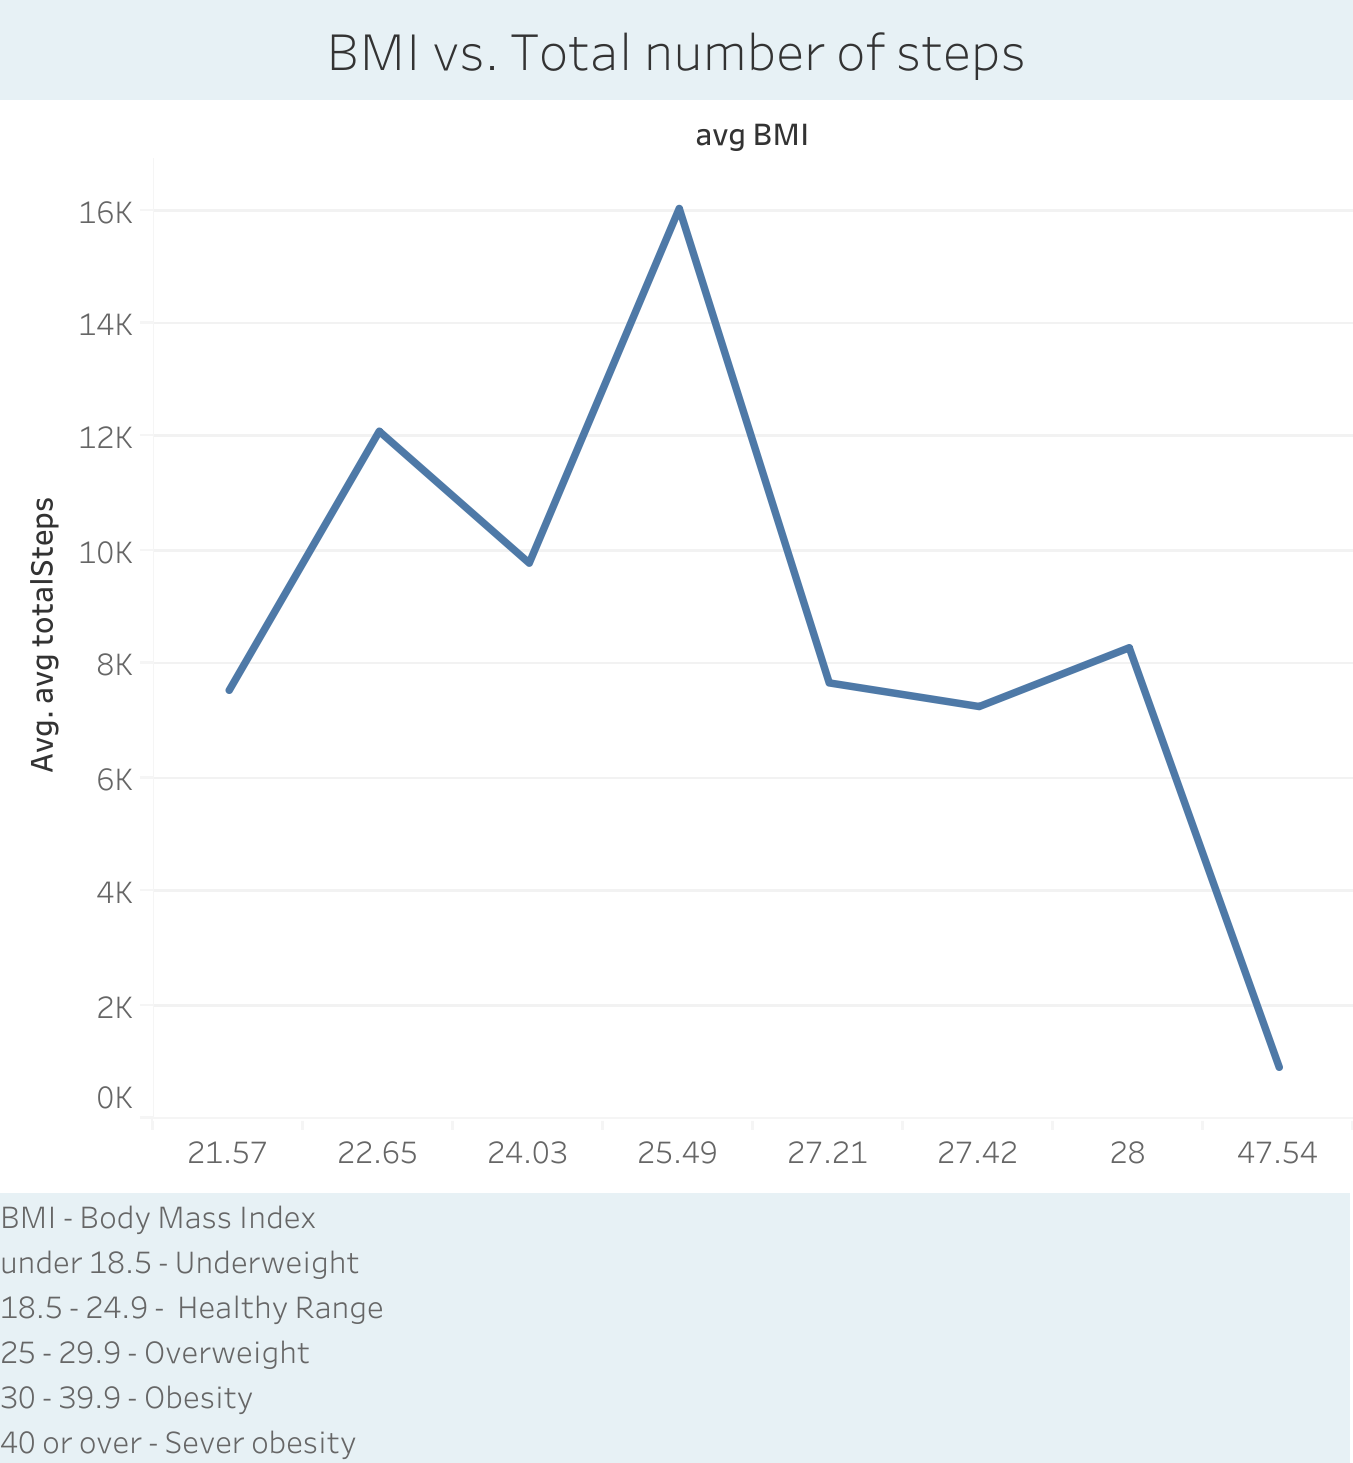 BMI vs. Total number of steps
avg BMI
16K
14K
12K
10K
8K
6K
4K
2K
0K
Avg. avg totalSteps
21.57 22.65 24.03 25.49 27.21 27.42 28 47.54
BMI - Body Mass Index
under 18.5 - Underweight
18.5 - 24.9 -  Healthy Range
25 - 29.9 - Overweight
30 - 39.9 - Obesity
40 or over - Sever obesity